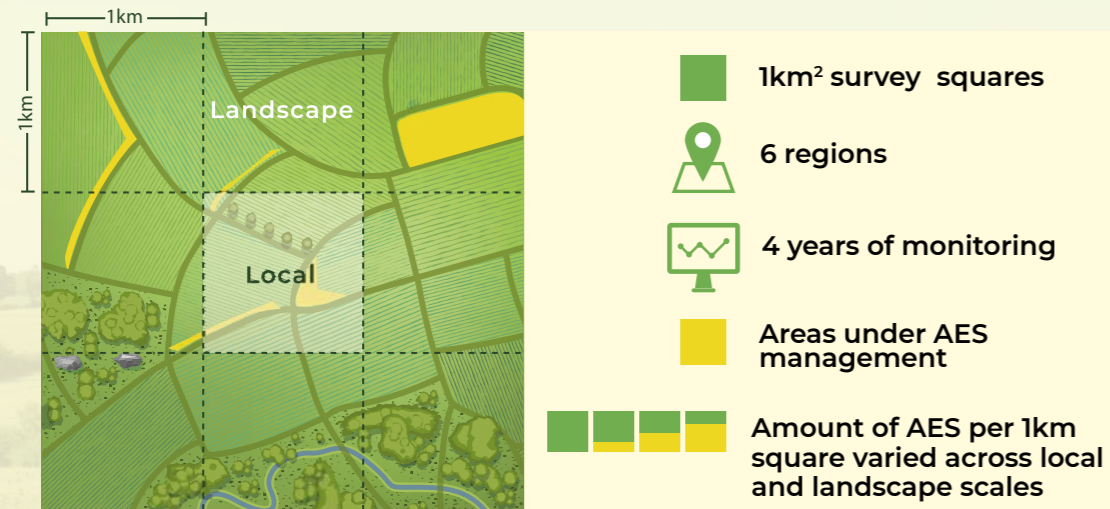 1km
1km
Landscape
Local
1km² survey squares
6 regions
4 years of monitoring
Areas under AES
management
Amount of AES per 1km
square varied across local
and landscape scales